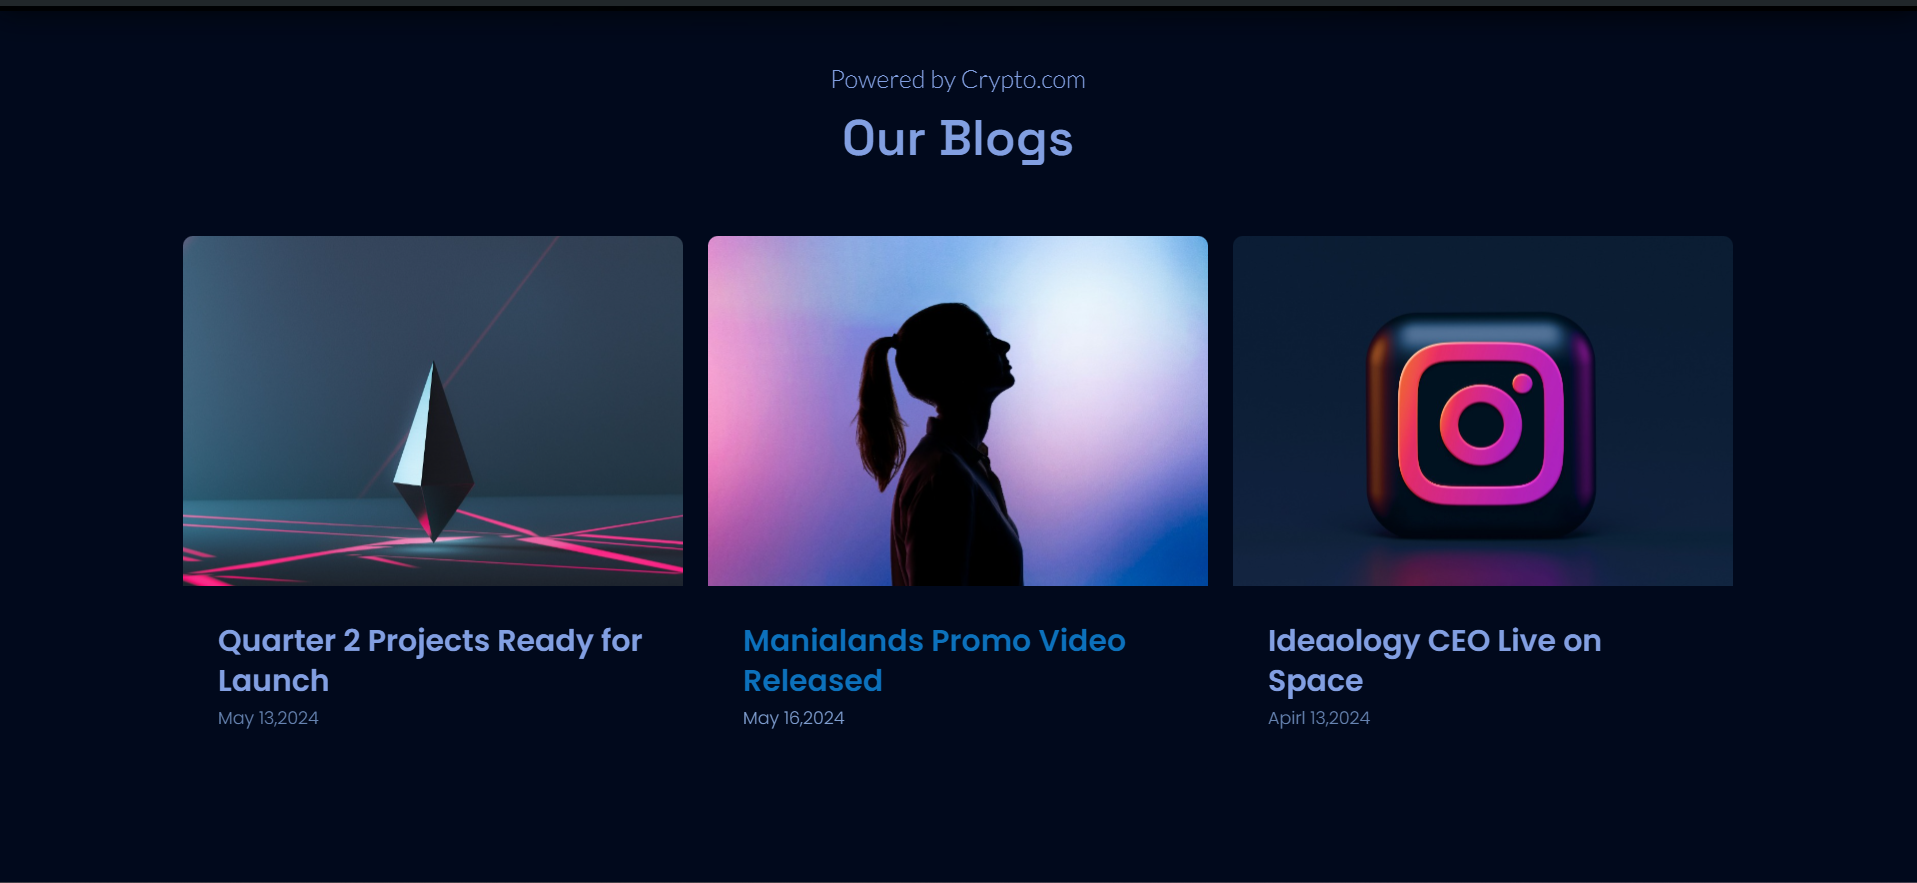 Powered by Crypto.com
Our Blogs
Quarter 2 Projects Ready for
Launch
May 13,2024
Manialands Promo Video
Released
May 16,2024
Ideaology CEO Live on
Space
Apirl 13,2024